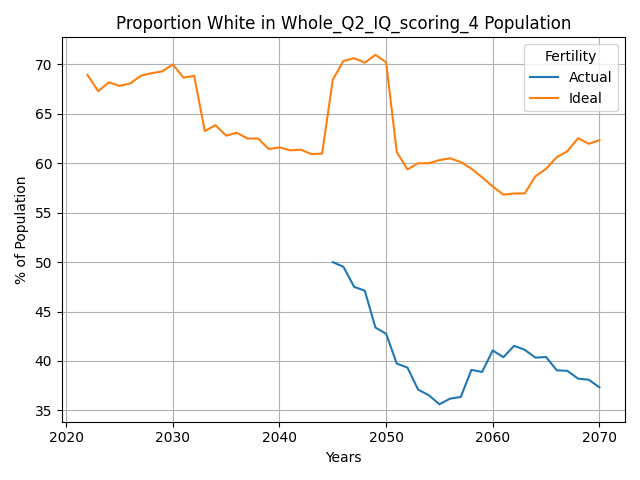 Proportion White in Whole_Q2_IQ_scoring_4 Population
Fertility
Actual
Ideal
% of Population
70
65
60
55
50
45
40
35
2020 2030 2040 2050 2060 2070
Years